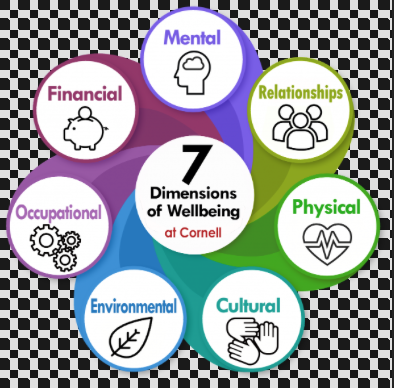 Mental
Financial
Relationships
7
Dimensions
of Wellbeing
at Cornell
Occupational
Physical
Environmental
Cultural